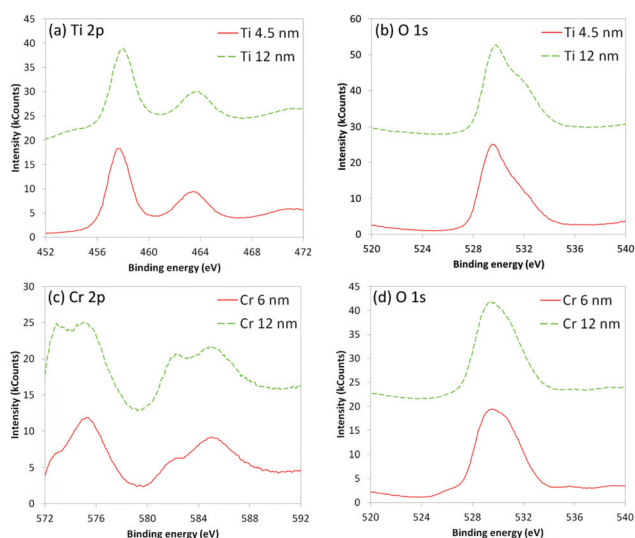 (a) Ti 2p
Ti 4.5 nm
Ti 12 nm
Intensity (kCounts)
40
35
30
25
20
15
10
5
0
452 456 460 464 468 472
Binding energy (eV)
(b) O 1s
Ti 4.5 nm
Ti 12 nm
Intensity (kCounts)
60
50
40
30
20
10
0
520 524 528 532 536 540
Binding energy (eV)
(c) Cr 2p
Cr 6 nm
Cr 12 nm
Intensity (kCounts)
30
25
20
15
10
5
0
572 576 580 584 588 592
Binding energy (eV)
(d) O 1s
Cr 6 nm
Cr 12 nm
Intensity (kCounts)
45
40
35
30
25
20
15
10
5
0
520 524 528 532 536 540
Binding energy (eV)